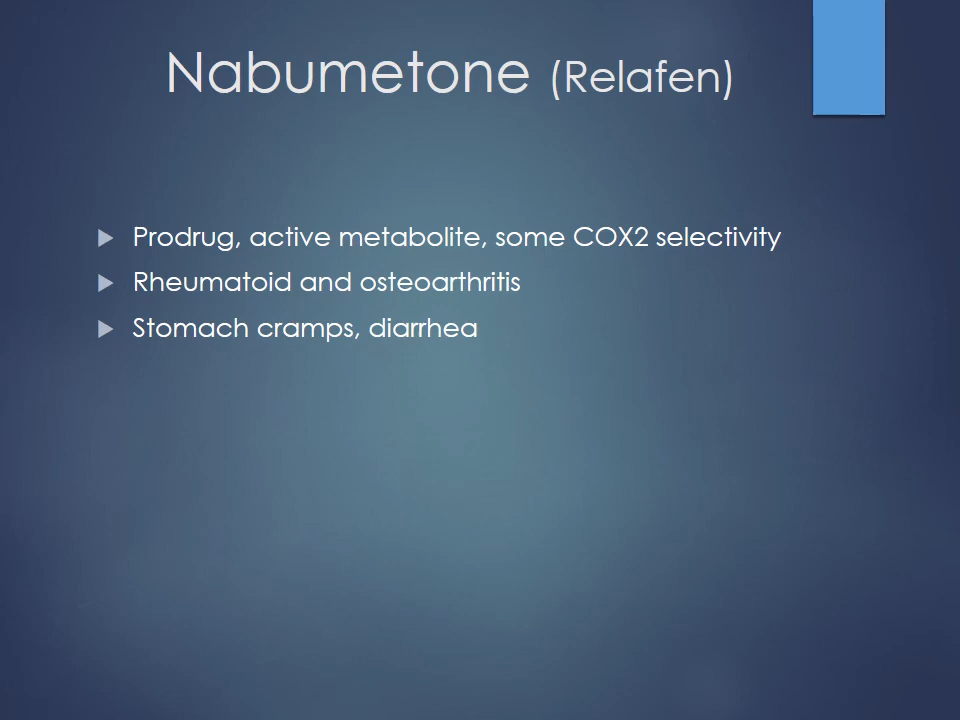 Nabumetone (Relafen)
Prodrug, active metabolite, some COX2 selectivity
Rheumatoid and osteoarthritis
Stomach cramps, diarrhea